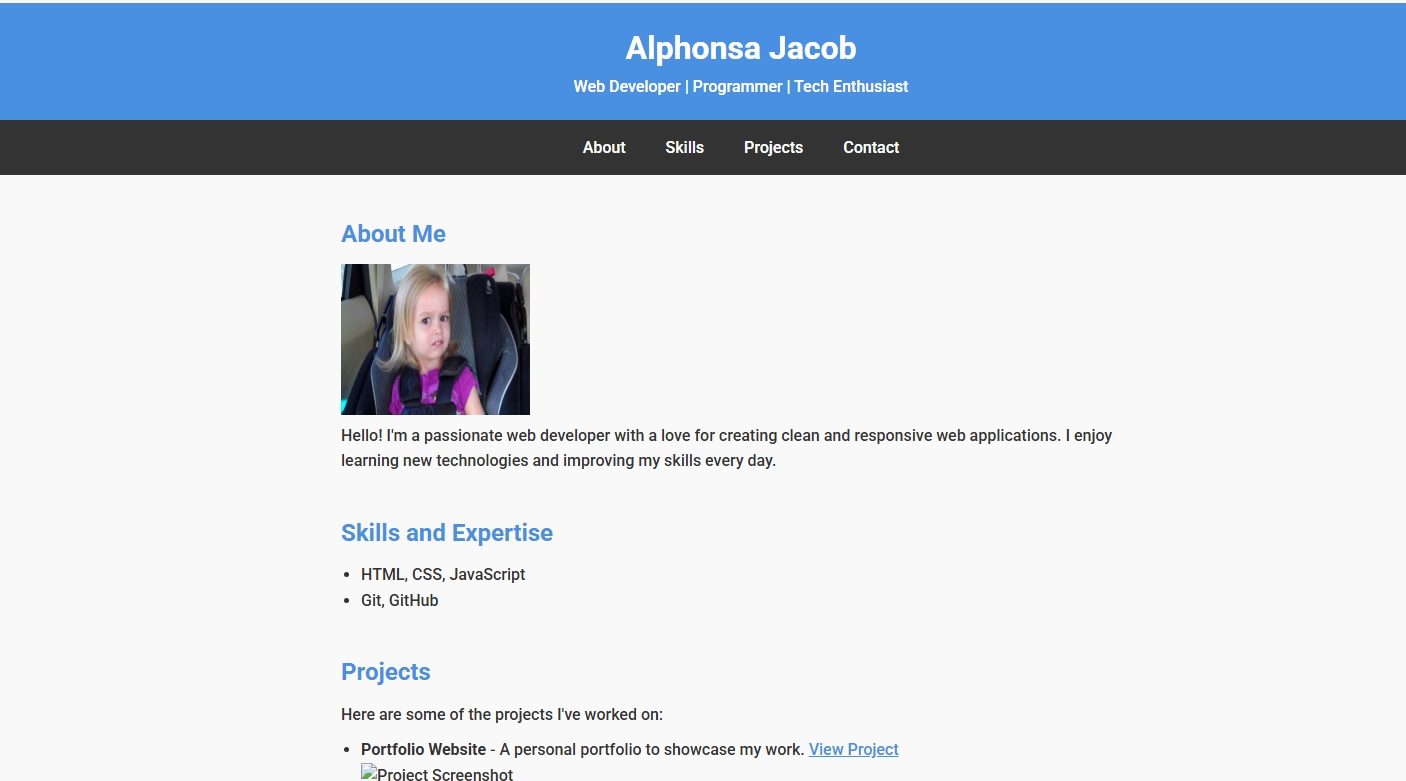 Alphonsa Jacob
Web Developer | Programmer | Tech Enthusiast
About Skills Projects Contact
About Me
Hello! I'm a passionate web developer with a love for creating clean and responsive web applications. I enjoy
learning new technologies and improving my skills every day.
Skills and Expertise
HTML, CSS, JavaScript
Git, GitHub
Projects
Here are some of the projects I've worked on:
Portfolio Website - A personal portfolio to showcase my work. View Project
Project Screenshot